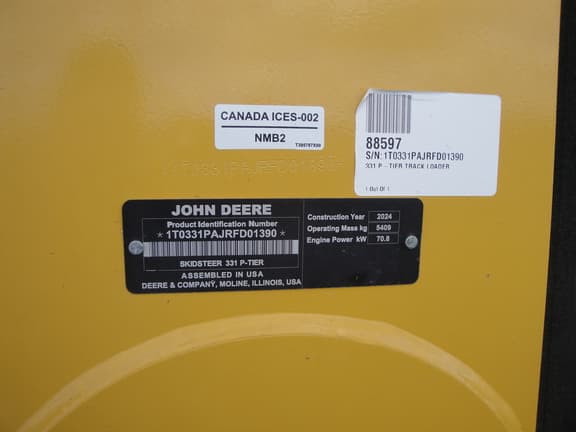 CANADA ICES-002
NMB2
88597
S/N:1T0331PAJRFD01390
331 P - TIER TRACK LOADER
1 Out Of 1
1T0331PAJRFD01390
JOHN DEERE
Product Identification Number
*1T0331PAJRFD01390*
SKIDSTEER 331 P-TIER
ASSEMBLED IN USA
DEERE & COMPANY, MOLINE, ILLINOIS, USA
Construction Year 2024
Operating Mass kg 5409
Engine Power kW 70.8